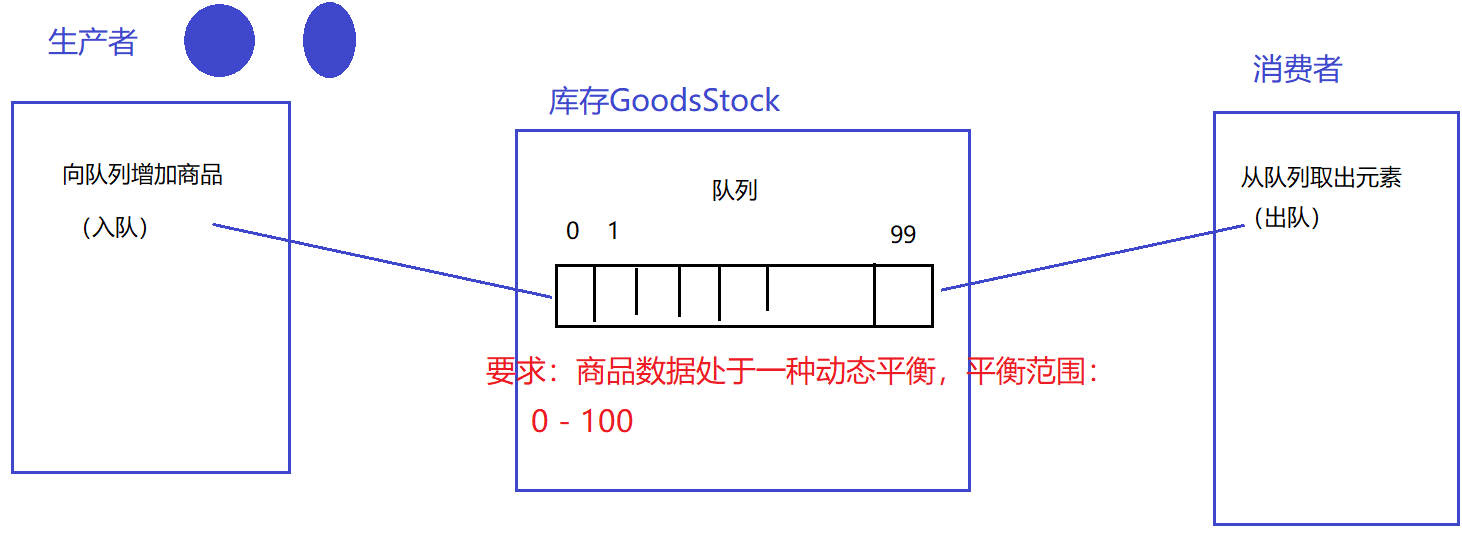 生产者
向队列增加商品
（入队）
库存GoodsStock
队列
0 1 99
要求：商品数据处于一种动态平衡，平衡范围：
0 - 100
消费者
从队列取出元素
（出队）